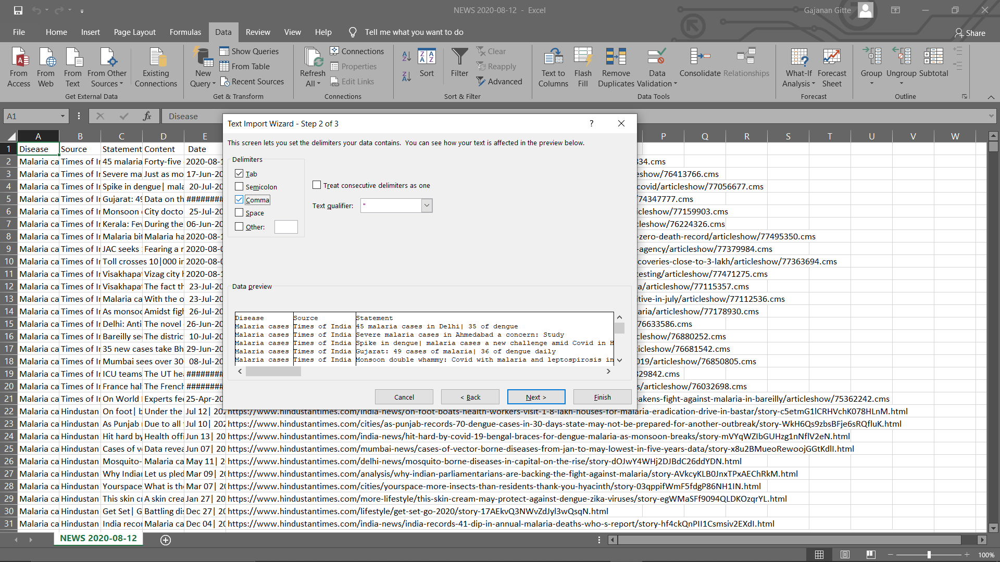 NEWS 2020-08-12 - Excel
Gajanan Gitte
File Home Insert Page Layout Formulas Data Review View Help Tell me what you want to do Share
From Access From Web From Text From Other Sources Existing Connections
Get External Data
New Query Show Queries From Table Recent Sources
Get & Transform
Refresh All Connections Properties Edit Links
Connections
Sort Filter Clear Reapply Advanced
Sort & Filter
Text to Columns Flash Fill Remove Duplicates Data Validation Consolidate Relationships
Data Tools
What-If Analysis Forecast Sheet
Forecast
Group Ungroup Subtotal
Outline
A1 fx Disease
Text Import Wizard - Step 2 of 3 ?
This screen lets you set the delimiters your data contains. You can see how your text is affected in the preview below.
Delimiters
Tab
Semicolon
Comma
Space
Other:
Treat consecutive delimiters as one
Text qualifier: "
Data preview
Disease Source Statement
Malaria cases Times of India 45 malaria cases in Delhi| 35 of dengue
Malaria cases Times of India Severe malaria cases in Ahmedabad a concern: Study
Malaria cases Times of India Spike in dengue| malaria cases a new challenge amid Covid in H
Malaria cases Times of India Gujarat: 49 cases of malaria| 36 of dengue daily
Malaria cases Times of India Monsoon double whammy: Covid with malaria and leptospirosis in
Cancel < Back Next > Finish
A B C D E P Q R S T U V W
1 Disease Source Statement Content Date
2 Malaria ca Times of Ir 45 malaria Forty-five 2020-08-1 334.cms
3 Malaria ca Times of Ir Severe ma Just as mo 17-Jun-20 eshow/76413766.cms
4 Malaria ca Times of Ir Spike in dengue| mala 20-Jul-20 covid/articleshow/77056677.cms
5 Malaria ca Times of Ir Gujarat: 49 Data on th ######## /74347777.cms
6 Malaria ca Times of Ir Monsoon City docto 25-Jul-20 icleshow/77159903.cms
7 Malaria ca Times of Ir Kerala: Fev During the 06-Jun-20 cleshow/76224326.cms
8 Malaria ca Times of Ir Malaria bit Malaria ha 2020-08-1 -zero-death-record/articleshow/77495350.cms
9 Malaria ca Times of Ir JAC seeks Fearing a r 2020-08-0 -agency/articleshow/77379984.cms
10 Malaria ca Times of Ir Toll crosses 10|000 in 2020-08-0 coveries-close-to-3-lakh/articleshow/77363694.cms
11 Malaria ca Times of Ir Visakhapat Vizag city h 2020-08-1 testing/articleshow/77471275.cms
12 Malaria ca Times of Ir Visakhapat The fact th 23-Jul-20 a/articleshow/77115357.cms
13 Malaria ca Times of Ir Malaria ca With the o 23-Jul-20 itive-in-july/articleshow/77112536.cms
14 Malaria ca Times of Ir As monsoo Amidst figh 26-Jul-20 aria/articleshow/77178930.cms
15 Malaria ca Times of Ir Delhi: Anti The novel 26-Jun-20 76633586.cms
16 Malaria ca Times of Ir Bareilly see The district 10-Jul-20 cleshow/76880252.cms
17 Malaria ca Times of Ir 35 new cases take Bh 29-Jun-20 ticleshow/76681542.cms
18 Malaria ca Times of Ir Mumbai sees over 30 08-Jul-20 019/articleshow/76850805.cms
19 Malaria ca Times of Ir ICU teams The UT hea ######## 329842.cms
20 Malaria ca Times of Ir France hal The French ######## s/articleshow/76032698.cms
21 Malaria ca Times of Ir On World Experts fee 25-Apr-20 akens-fight-against-malaria-in-bareilly/articleshow/75362242.cms
22 Malaria ca Hindustan On foot| b Under the Jul 12| 202 https://www.hindustantimes.com/india-news/on-foot-boats-health-workers-visit-1-8-lakh-houses-for-malaria-eradication-drive-in-bastar/story-c5etmG1lCRHVchK078HLnM.html
23 Malaria ca Hindustan As Punjab Due to all Jul 10| 202 https://www.hindustantimes.com/cities/as-punjab-records-70-dengue-cases-in-30-days-state-may-not-be-prepared-for-another-outbreak/story-WkH6Qs9zbsBFje6sRQfluK.html
24 Malaria ca Hindustan Hit hard by Health offi Jun 13| 20 https://www.hindustantimes.com/india-news/hit-hard-by-covid-19-bengal-braces-for-dengue-malaria-as-monsoon-breaks/story-mVYqWZIbGUHzg1nNflV2eN.html
25 Malaria ca Hindustan Cases of ve Data revea Jun 07| 20 https://www.hindustantimes.com/mumbai-news/cases-of-vector-borne-diseases-from-jan-to-may-lowest-in-five-years-data/story-x8u2BMueoRewoojGGtKdlI.html
26 Malaria ca Hindustan Mosquito- Malaria ca May 11| 2 https://www.hindustantimes.com/delhi-news/mosquito-borne-diseases-in-capital-on-the-rise/story-dOJwY4WHj2DJBdC26ddYDN.html
27 Malaria ca Hindustan Why Indian Let us pled Mar 09| 20 https://www.hindustantimes.com/analysis/why-indian-parliamentarians-are-backing-the-fight-against-malaria/story-AVkcyKLB0JnxTPxAEChRkM.html
28 Malaria ca Hindustan Yourspace What is the Mar 07| 20 https://www.hindustantimes.com/cities/yourspace-more-insects-than-residents-thank-you-hyacinth/story-03qppifWmF5fdgP86NH1IN.html
29 Malaria ca Hindustan This skin cr A skin crea Jan 27| 20 https://www.hindustantimes.com/more-lifestyle/this-skin-cream-may-protect-against-dengue-zika-viruses/story-egWMaSFf9094QLDKOzqrYL.html
30 Malaria ca Hindustan Get Set| G Battling dis Dec 27| 20 https://www.hindustantimes.com/lifestyle/get-set-go-2020/story-17AEkvQ3NWvZdJyl3wQsqN.html
31 Malaria ca Hindustan India recor Malaria ca Dec 04| 20 https://www.hindustantimes.com/india-news/india-records-41-dip-in-annual-malaria-deaths-who-s-report/story-hf4ckQnPII1Csmsiv2EXdI.html
NEWS 2020-08-12
100%